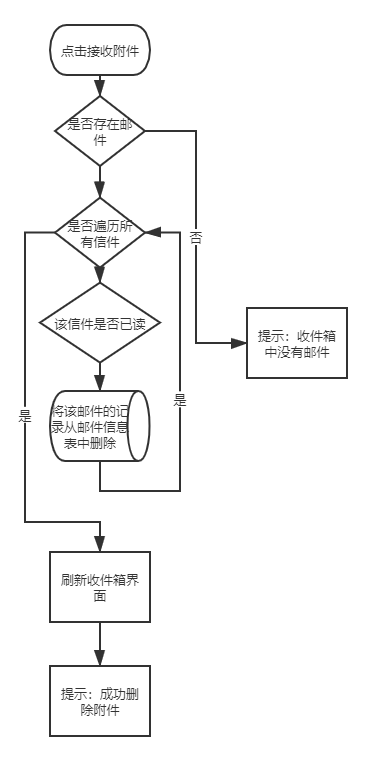 点击接收附件
是否存在邮
件
是否遍历所
有信件
否
该信件是否已读
提示：收件箱
中没有邮件
将该邮件的记
录从邮件信息
表中删除
是
是
刷新收件箱界
面
提示：成功删
除附件